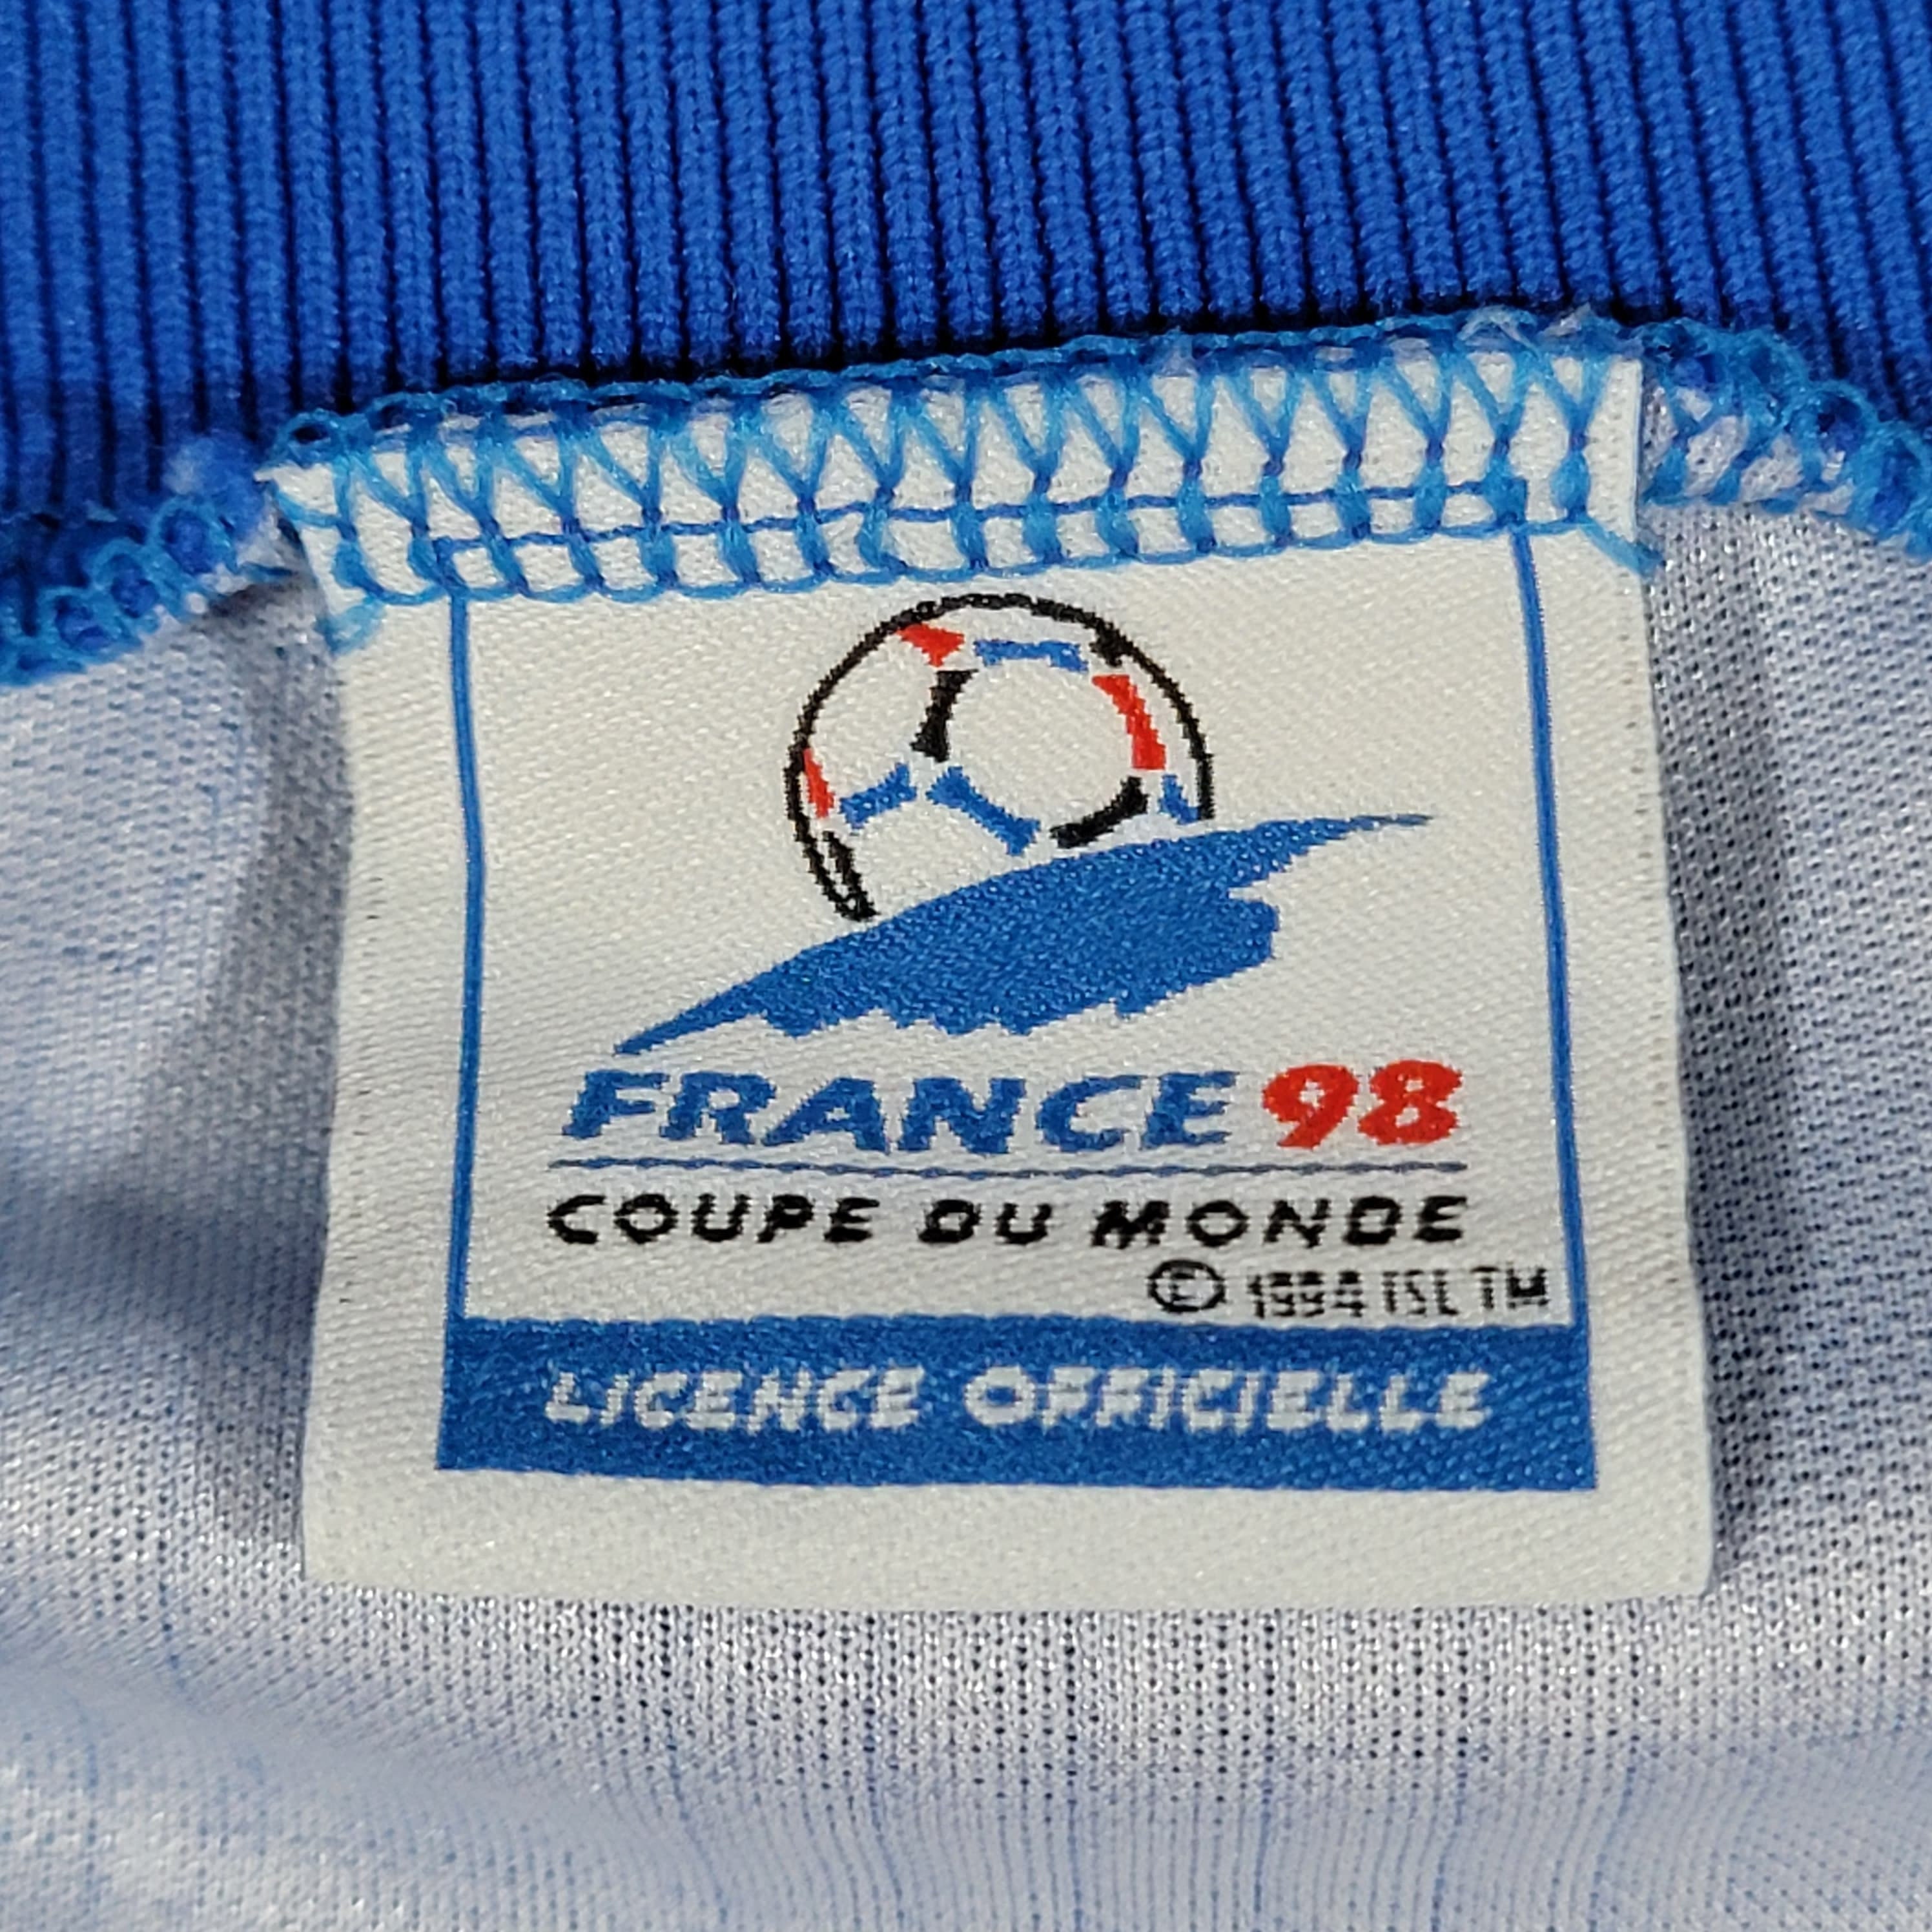 FRANCE 98
COUPE DU MONDE
© 1994 ISL TM
LICENCE OFFICIELLE